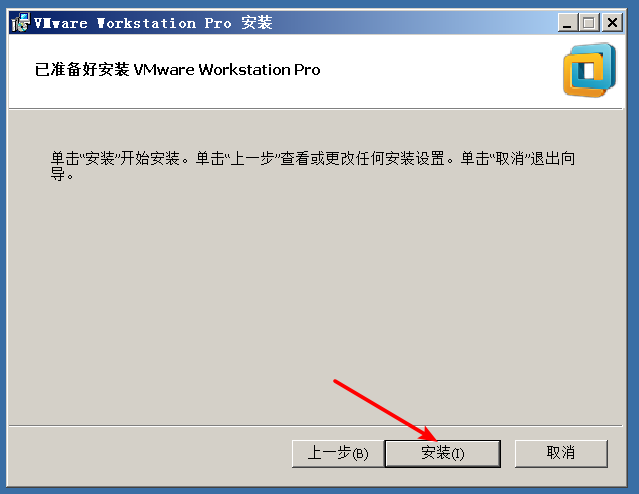 VMware Workstation Pro 安装
已准备好安装 VMware Workstation Pro
单击“安装”开始安装。单击“上一步”查看或更改任何安装设置。单击“取消”退出向
导。
上一步(B) 安装(I) 取消